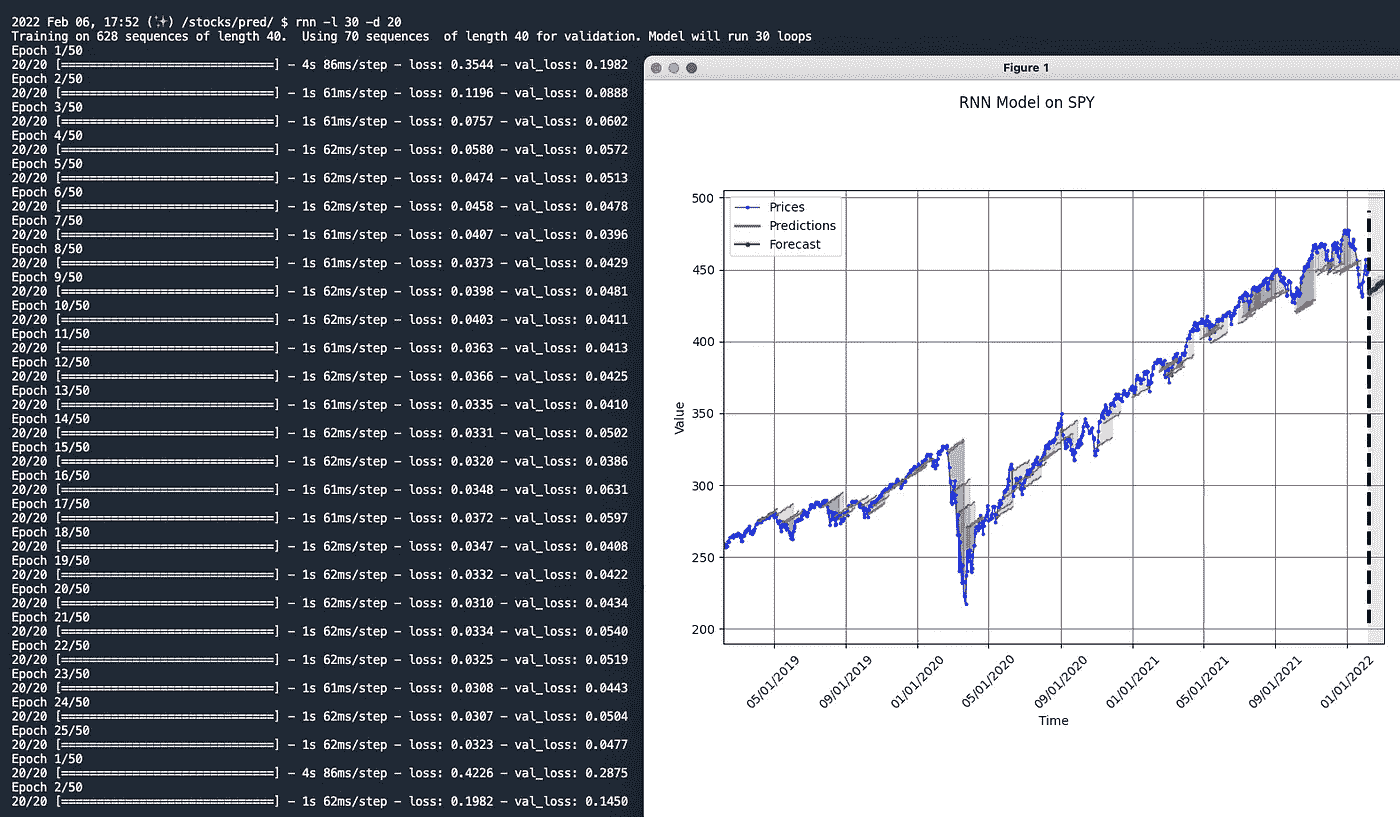 2022 Feb 06, 17:52 (✨) /stocks/pred/ $ rnn -l 30 -d 20
Training on 628 sequences of length 40.  Using 70 sequences  of length 40 for validation. Model will run 30 loops
Epoch 1/50
20/20 [==============================] - 4s 86ms/step - loss: 0.3544 - val_loss: 0.1982
Epoch 2/50
20/20 [==============================] - 1s 61ms/step - loss: 0.1196 - val_loss: 0.0888
Epoch 3/50
20/20 [==============================] - 1s 61ms/step - loss: 0.0757 - val_loss: 0.0602
Epoch 4/50
20/20 [==============================] - 1s 62ms/step - loss: 0.0580 - val_loss: 0.0572
Epoch 5/50
20/20 [==============================] - 1s 62ms/step - loss: 0.0474 - val_loss: 0.0513
Epoch 6/50
20/20 [==============================] - 1s 62ms/step - loss: 0.0458 - val_loss: 0.0478
Epoch 7/50
20/20 [==============================] - 1s 61ms/step - loss: 0.0407 - val_loss: 0.0396
Epoch 8/50
20/20 [==============================] - 1s 61ms/step - loss: 0.0373 - val_loss: 0.0429
Epoch 9/50
20/20 [==============================] - 1s 62ms/step - loss: 0.0398 - val_loss: 0.0481
Epoch 10/50
20/20 [==============================] - 1s 62ms/step - loss: 0.0403 - val_loss: 0.0411
Epoch 11/50
20/20 [==============================] - 1s 61ms/step - loss: 0.0363 - val_loss: 0.0413
Epoch 12/50
20/20 [==============================] - 1s 62ms/step - loss: 0.0366 - val_loss: 0.0425
Epoch 13/50
20/20 [==============================] - 1s 61ms/step - loss: 0.0335 - val_loss: 0.0410
Epoch 14/50
20/20 [==============================] - 1s 62ms/step - loss: 0.0331 - val_loss: 0.0502
Epoch 15/50
20/20 [==============================] - 1s 62ms/step - loss: 0.0320 - val_loss: 0.0386
Epoch 16/50
20/20 [==============================] - 1s 61ms/step - loss: 0.0348 - val_loss: 0.0631
Epoch 17/50
20/20 [==============================] - 1s 61ms/step - loss: 0.0372 - val_loss: 0.0597
Epoch 18/50
20/20 [==============================] - 1s 62ms/step - loss: 0.0347 - val_loss: 0.0408
Epoch 19/50
20/20 [==============================] - 1s 62ms/step - loss: 0.0332 - val_loss: 0.0422
Epoch 20/50
20/20 [==============================] - 1s 62ms/step - loss: 0.0310 - val_loss: 0.0434
Epoch 21/50
20/20 [==============================] - 1s 62ms/step - loss: 0.0334 - val_loss: 0.0540
Epoch 22/50
20/20 [==============================] - 1s 62ms/step - loss: 0.0325 - val_loss: 0.0519
Epoch 23/50
20/20 [==============================] - 1s 61ms/step - loss: 0.0308 - val_loss: 0.0443
Epoch 24/50
20/20 [==============================] - 1s 62ms/step - loss: 0.0307 - val_loss: 0.0504
Epoch 25/50
20/20 [==============================] - 1s 62ms/step - loss: 0.0323 - val_loss: 0.0477
Epoch 1/50
20/20 [==============================] - 4s 86ms/step - loss: 0.4226 - val_loss: 0.2875
Epoch 2/50
20/20 [==============================] - 1s 62ms/step - loss: 0.1982 - val_loss: 0.1450
Figure 1
RNN Model on SPY
Prices
Predictions
Forecast
500
450
400
350
300
250
200
Value
05/01/2019
09/01/2019
01/01/2020
05/01/2020
09/01/2020
01/01/2021
05/01/2021
09/01/2021
01/01/2022
Time